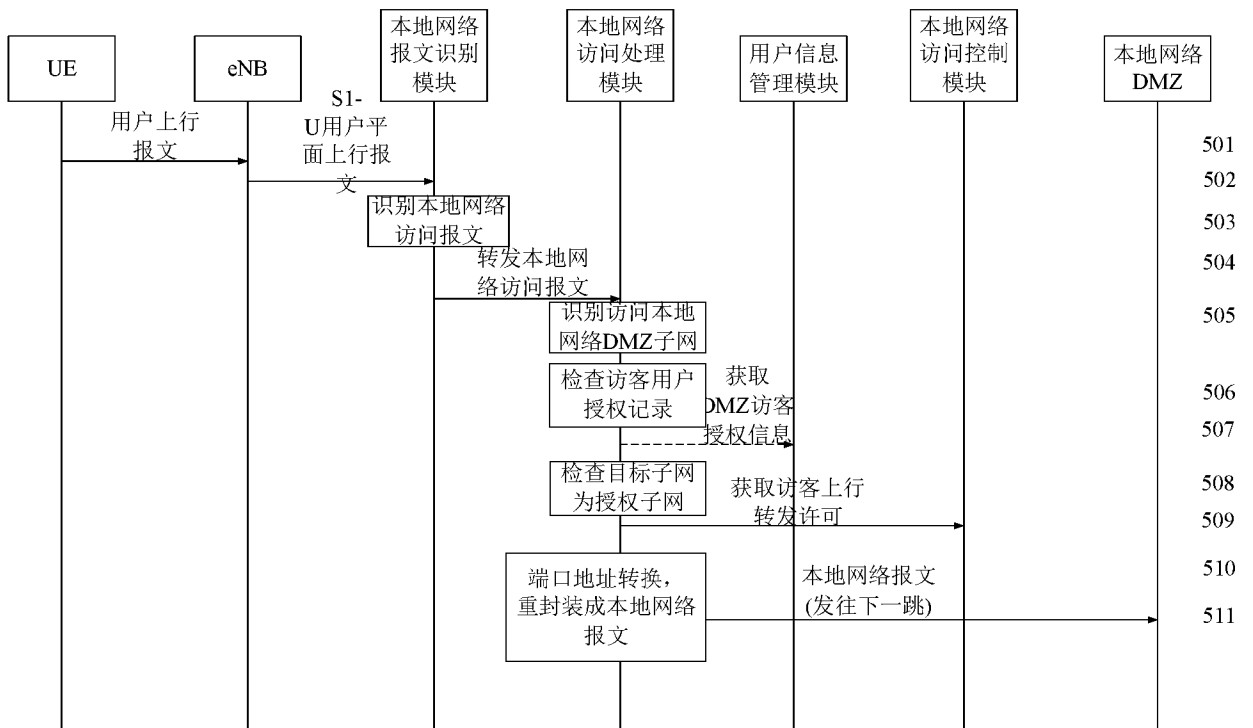 UE
eNB
本地网络
报文识别
模块
本地网络
访问处理
模块
用户信息
管理模块
本地网络
访问控制
模块
本地网络
DMZ
用户上行
报文
501
S1-
U用户平
面上行报
文
502
识别本地网络
访问报文
503
转发本地网
络访问报文
504
识别访问本地
网络DMZ子网
505
检查访客用户
授权记录
506
获取
DMZ访客
授权信息
507
检查目标子网
为授权子网
508
获取访客上行
转发许可
509
端口地址转换，
重封装成本地网络
报文
510
本地网络报文
(发往下一跳)
511